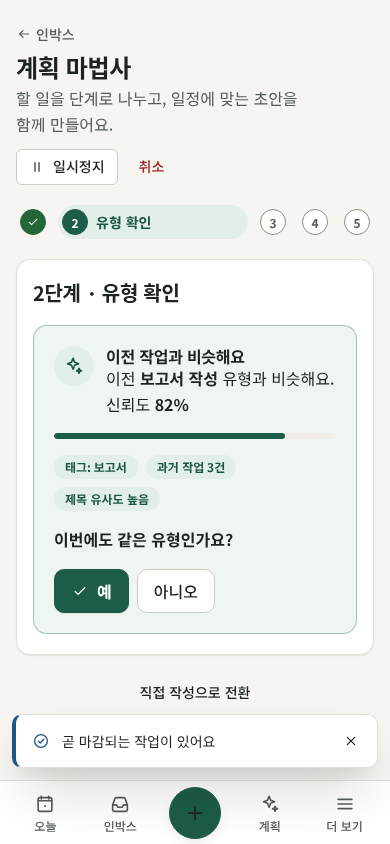 인박스
계획 마법사
할 일을 단계로 나누고, 일정에 맞는 초안을
함께 만들어요.
일시정지 취소
2 유형 확인 3 4 5
2단계 · 유형 확인
이전 작업과 비슷해요
이전 보고서 작성 유형과 비슷해요.
신뢰도 82%
태그: 보고서 과거 작업 3건
제목 유사도 높음
이번에도 같은 유형인가요?
예 아니오
직접 작성으로 전환
곧 마감되는 작업이 있어요
오늘 인박스 계획 더 보기